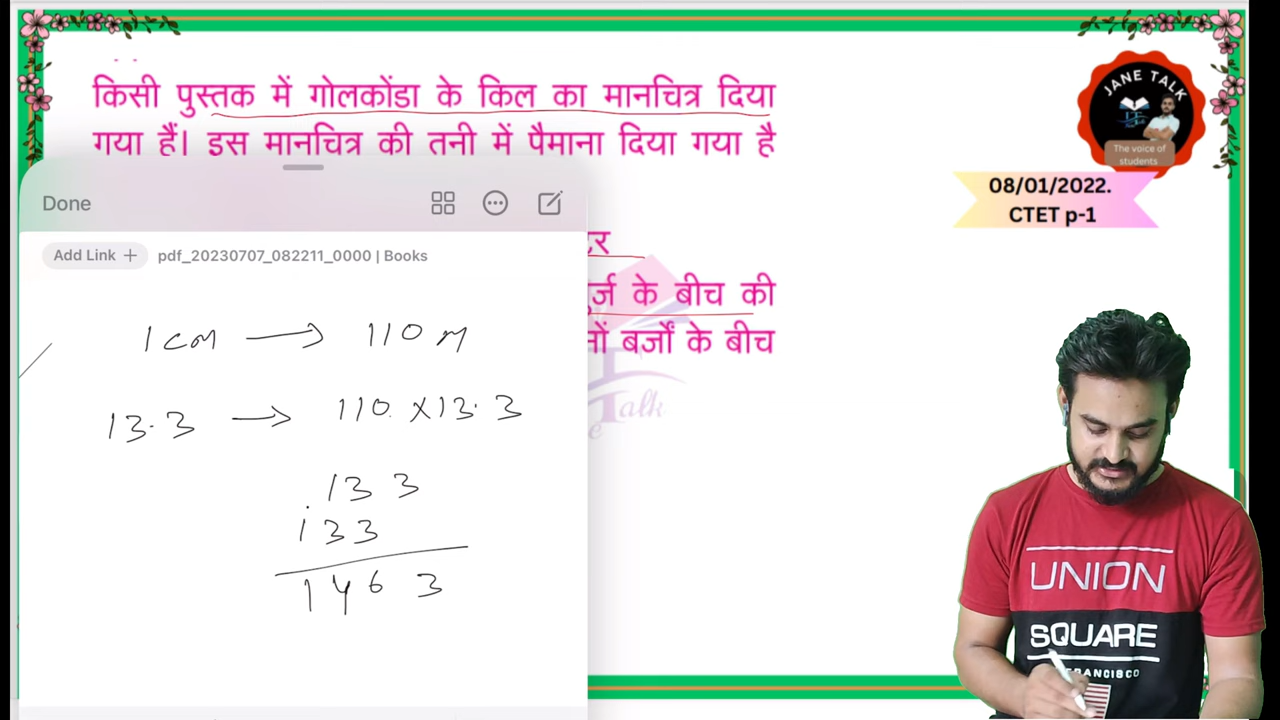 किसी पुस्तक में गोलकोंडा के किल का मानचित्र दिया
गया हैं। इस मानचित्र की तनी में पैमाना दिया गया है
JANE TALK
The voice of
students
08/01/2022.
CTET p-1
Done
Add Link +
pdf_20230707_082211_0000 | Books
के बीच की
बर्जों के बीच
1 cm → 110 m
13.3 → 110 x 13.3
133
133
1463
Talk
UNION
SQUARE
FRANCISCO